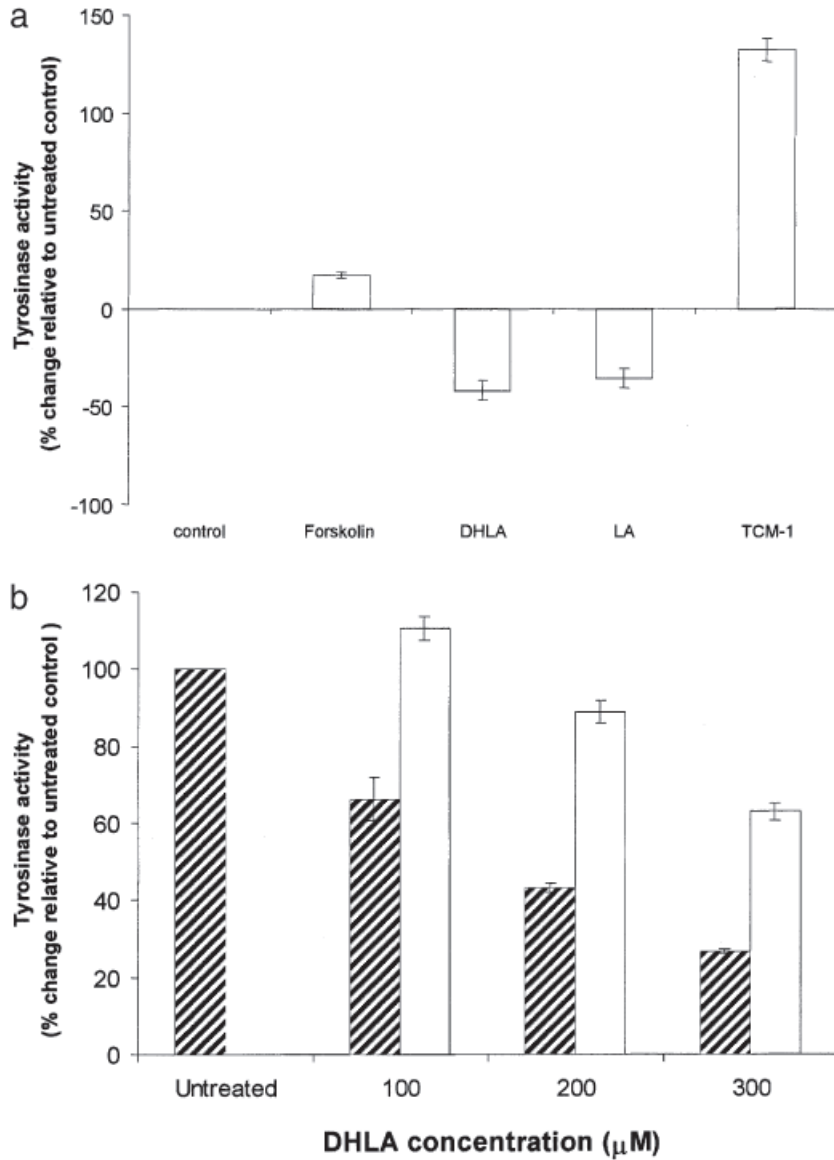 a
150
100
50
0
-50
-100
Tyrosinase activity
(% change relative to untreated control)
control Forskolin DHLA LA TCM-1
b
120
100
80
60
40
20
0
Tyrosinase activity
(% change relative to untreated control )
Untreated 100 200 300
DHLA concentration (μM)